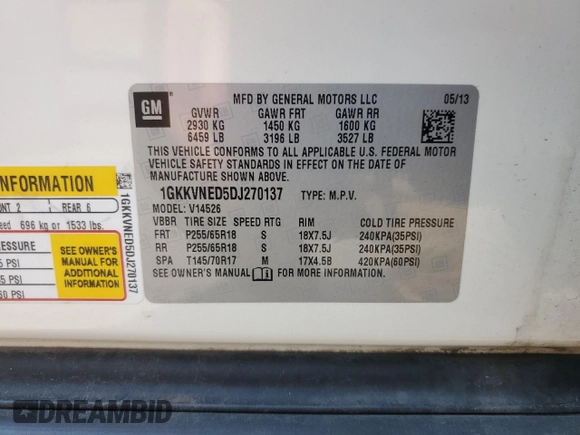 GM
MFD BY GENERAL MOTORS LLC 05/13
GVWR GAWR FRT GAWR RR
2930 KG 1450 KG 1600 KG
6459 LB 3196 LB 3527 LB
THIS VEHICLE CONFORMS TO ALL APPLICABLE U.S. FEDERAL MOTOR
VEHICLE SAFETY STANDARDS IN EFFECT ON THE DATE OF
MANUFACTURE SHOWN ABOVE.
1GKKVNED5DJ270137 TYPE: M.P.V.
MODEL: V14526
VBBR TIRE SIZE SPEED RTG RIM COLD TIRE PRESSURE
FRT P255/65R18 S 18X7.5J 240KPA(35PSI)
RR P255/65R18 S 18X7.5J 240KPA(35PSI)
SPA T145/70R17 M 17X4.5B 420KPA(60PSI)
SEE OWNER'S MANUAL FOR MORE INFORMATION.
INFORMATION
2 REAR 6
exceed 696 kg or 1533 lbs.
SEE OWNER'S
MANUAL FOR
ADDITIONAL
INFORMATION
1GKKVNED5DJ270137
PSI
PSI
PSI
DREAMBID